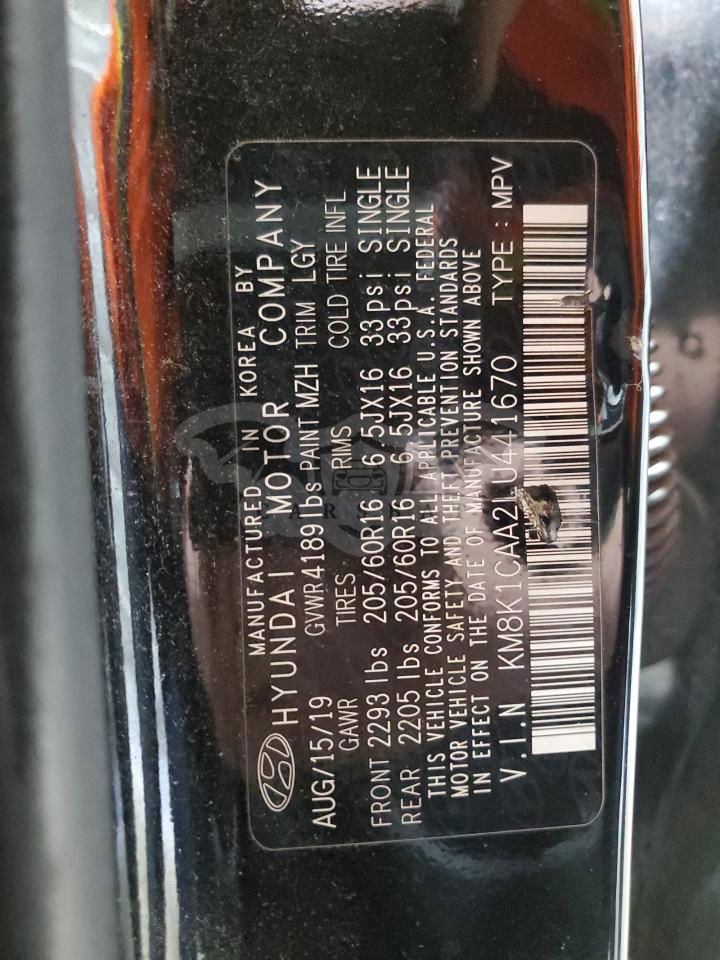 MANUFACTURED IN KOREA BY
HYUNDAI MOTOR COMPANY
AUG/15/19 GVWR 4189 lbs PAINT MZH TRIM LGY
GAWR TIRES RIMS COLD TIRE INFL
FRONT 2293 lbs 205/60R16 6.5JX16 33psi SINGLE
REAR 2205 lbs 205/60R16 6.5JX16 33psi SINGLE
THIS VEHICLE CONFORMS TO ALL APPLICABLE U.S.A. FEDERAL
MOTOR VEHICLE SAFETY AND THEFT PREVENTION STANDARDS
IN EFFECT ON THE DATE OF MANUFACTURE SHOWN ABOVE
V.I.N KM8K1CAA2 U441670 TYPE : MPV